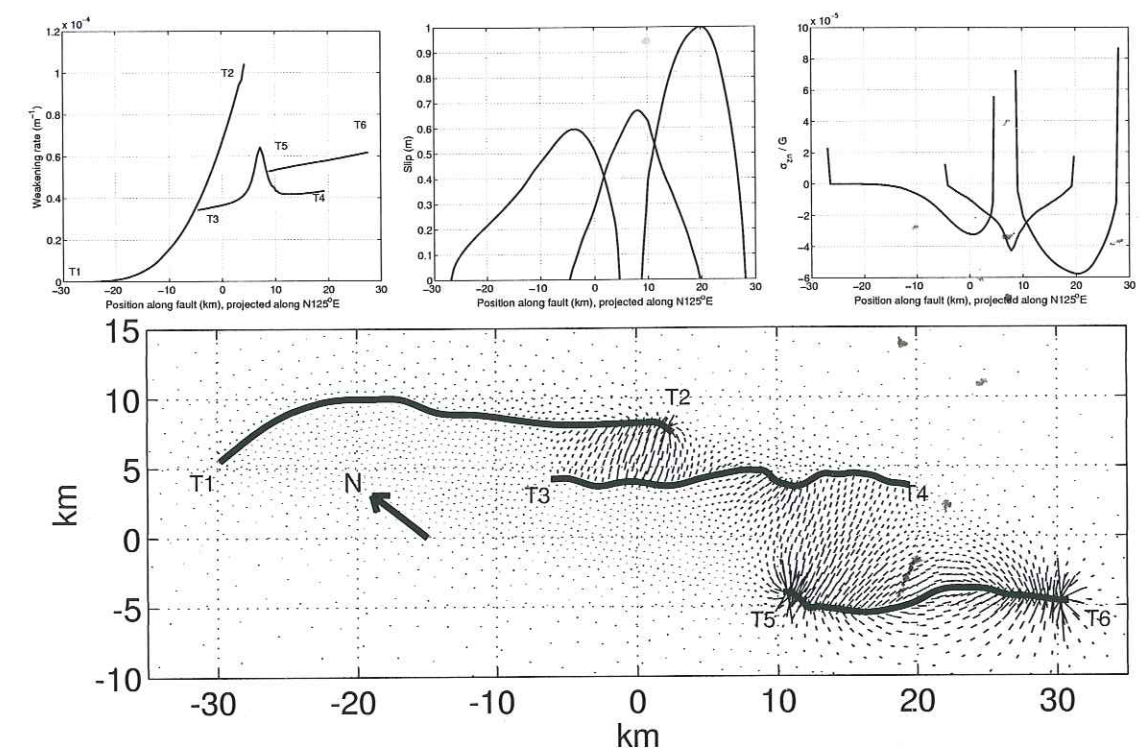 1.2 x 10⁻⁴
1
0.8
0.6
0.4
0.2
0
Weakening rate (m⁻¹)
T1
T2
T3
T4
T5
T6
−30 −20 −10 0 10 20 30
Position along fault (km), projected along N125°E
1
0.9
0.8
0.7
0.6
0.5
0.4
0.3
0.2
0.1
0
Slip (m)
−30 −20 −10 0 10 20 30
Position along fault (km), projected along N125°E
10 x 10⁻⁵
8
6
4
2
0
−2
−4
−6
σzn / G
−30 −20 −10 0 10 20 30
Position along fault (km), projected along N125°E
15
10
5
0
-5
-10
km
T1
T2
N
T3
T4
T5
T6
-30 -20 -10 0 10 20 30
km